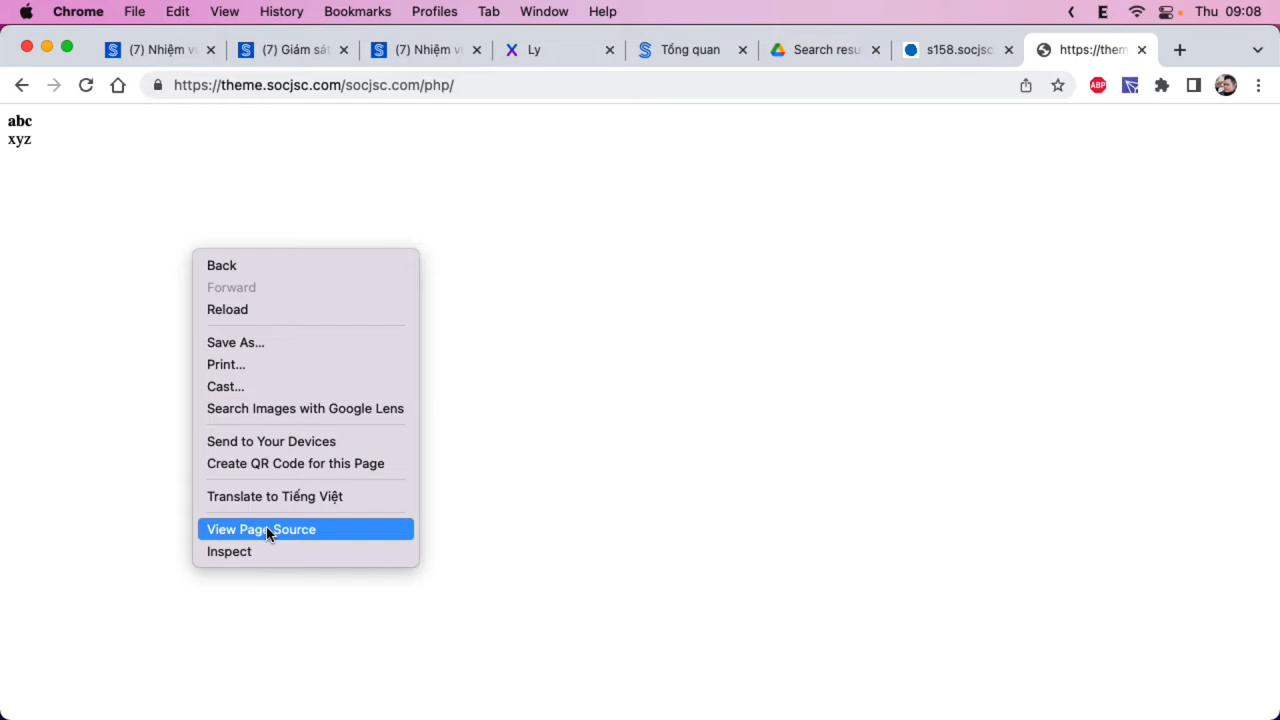 Chrome File Edit View History Bookmarks Profiles Tab Window Help E Thu 09:08
(7) Nhiệm v (7) Giám sát (7) Nhiệm v Ly Tổng quan Search resu s158.socjsc. https://them
https://theme.socjsc.com/socjsc.com/php/ ABP
abc
xyz
Back
Forward
Reload
Save As...
Print...
Cast...
Search Images with Google Lens
Send to Your Devices
Create QR Code for this Page
Translate to Tiếng Việt
View Page Source
Inspect